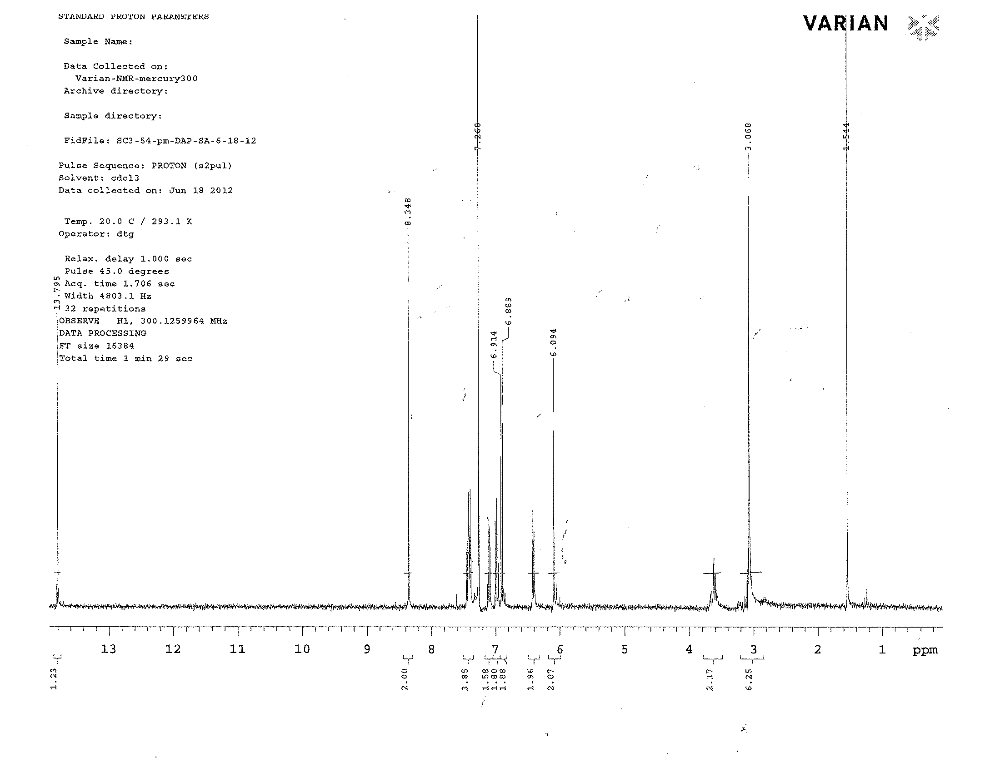 STANDARD PROTON PARAMETERS
VARIAN
Sample Name:
Data Collected on:
Varian-NMR-mercury300
Archive directory:
Sample directory:
FidFile: SC3-54-pm-DAP-SA-6-18-12
Pulse Sequence: PROTON (s2pul)
Solvent: cdcl3
Data collected on: Jun 18 2012
Temp. 20.0 C / 293.1 K
Operator: dtg
Relax. delay 1.000 sec
Pulse 45.0 degrees
Acq. time 1.706 sec
Width 4803.1 Hz
32 repetitions
OBSERVE H1, 300.1259964 MHz
DATA PROCESSING
FT size 16384
Total time 1 min 29 sec
13.795
8.348
7.260
6.914
6.889
6.094
3.068
1.544
13 12 11 10 9 8 7 6 5 4 3 2 1 ppm
1.23
2.00
3.85
1.58
1.80
1.88
1.96
2.07
2.17
6.25